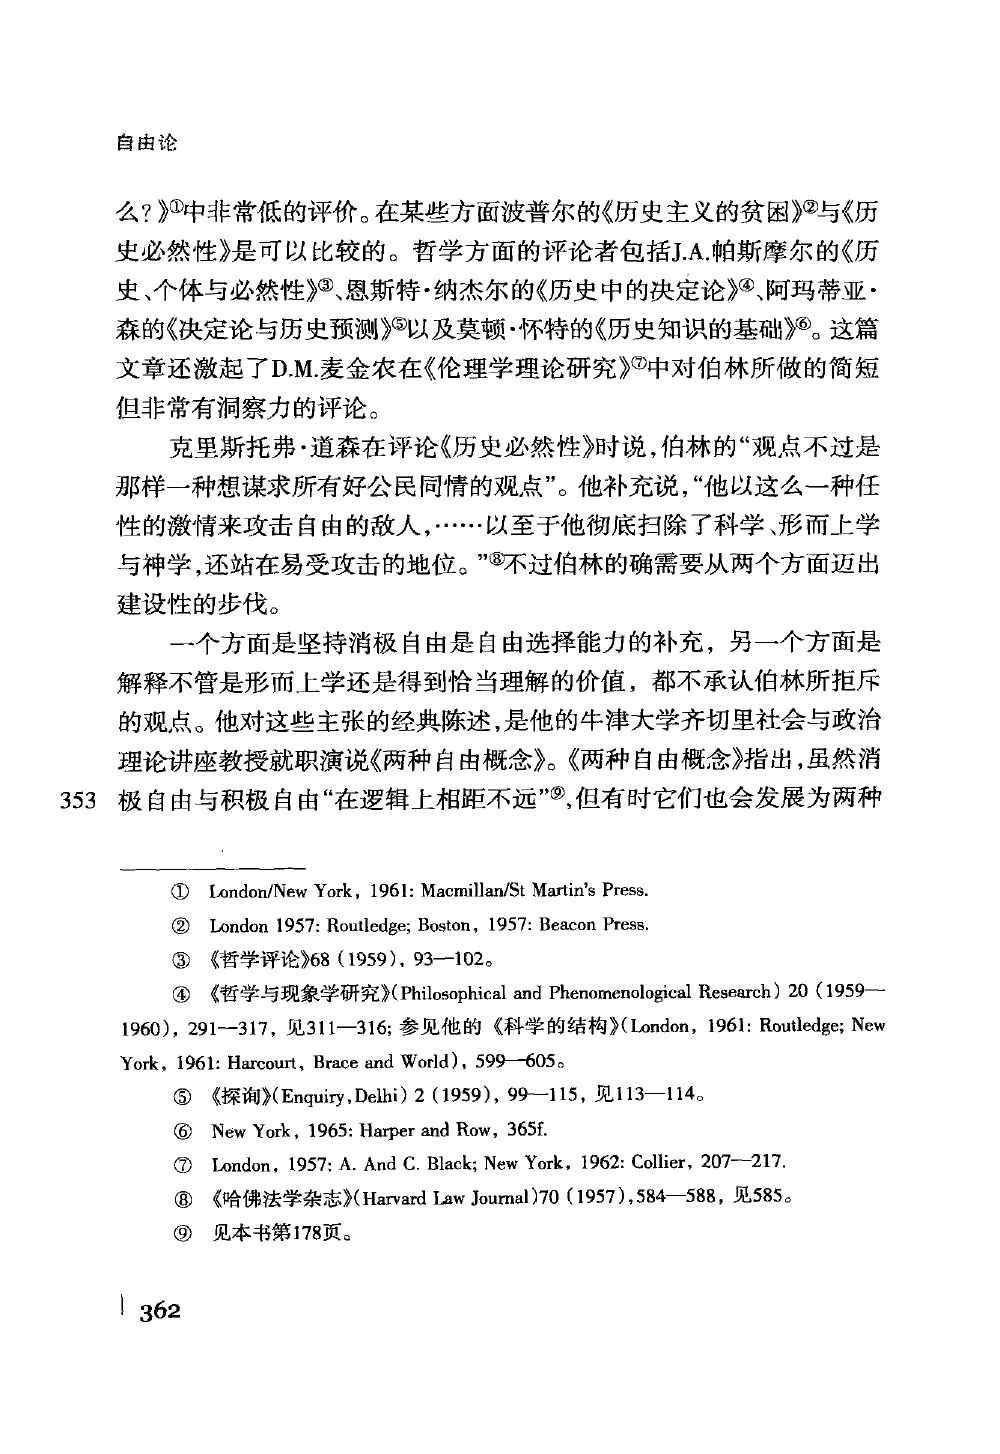 自由论
么?》①中非常低的评价。在某些方面波普尔的《历史主义的贫困》②与《历
史必然性》是可以比较的。哲学方面的评论者包括J.A.帕斯摩尔的《历
史、个体与必然性》③、恩斯特·纳杰尔的《历史中的决定论》④、阿玛蒂亚·
森的《决定论与历史预测》⑤以及莫顿·怀特的《历史知识的基础》⑥。这篇
文章还激起了D.M.麦金农在《伦理学理论研究》⑦中对伯林所做的简短
但非常有洞察力的评论。
克里斯托弗·道森在评论《历史必然性》时说,伯林的“观点不过是
那样一种想谋求所有好公民同情的观点”。他补充说,“他以这么一种任
性的激情来攻击自由的敌人,……以至于他彻底扫除了科学、形而上学
与神学,还站在易受攻击的地位。”⑧不过伯林的确需要从两个方面迈出
建设性的步伐。
一个方面是坚持消极自由是自由选择能力的补充，另一个方面是
解释不管是形而上学还是得到恰当理解的价值，都不承认伯林所拒斥
的观点。他对这些主张的经典陈述,是他的牛津大学齐切里社会与政治
理论讲座教授就职演说《两种自由概念》。《两种自由概念》指出,虽然消
353 极自由与积极自由“在逻辑上相距不远”⑨,但有时它们也会发展为两种
① London/New York, 1961: Macmillan/St Martin's Press.
② London 1957: Routledge; Boston, 1957: Beacon Press.
③ 《哲学评论》68 (1959), 93—102。
④ 《哲学与现象学研究》(Philosophical and Phenomenological Research) 20 (1959—
1960), 291—317, 见311—316; 参见他的《科学的结构》(London, 1961: Routledge; New
York, 1961: Harcourt, Brace and World), 599—605。
⑤ 《探询》(Enquiry,Delhi) 2 (1959), 99—115, 见113—114。
⑥ New York, 1965: Harper and Row, 365f.
⑦ London, 1957: A. And C. Black; New York, 1962: Collier, 207—217.
⑧ 《哈佛法学杂志》(Harvard Law Journal)70 (1957),584—588, 见585。
⑨ 见本书第178页。
362